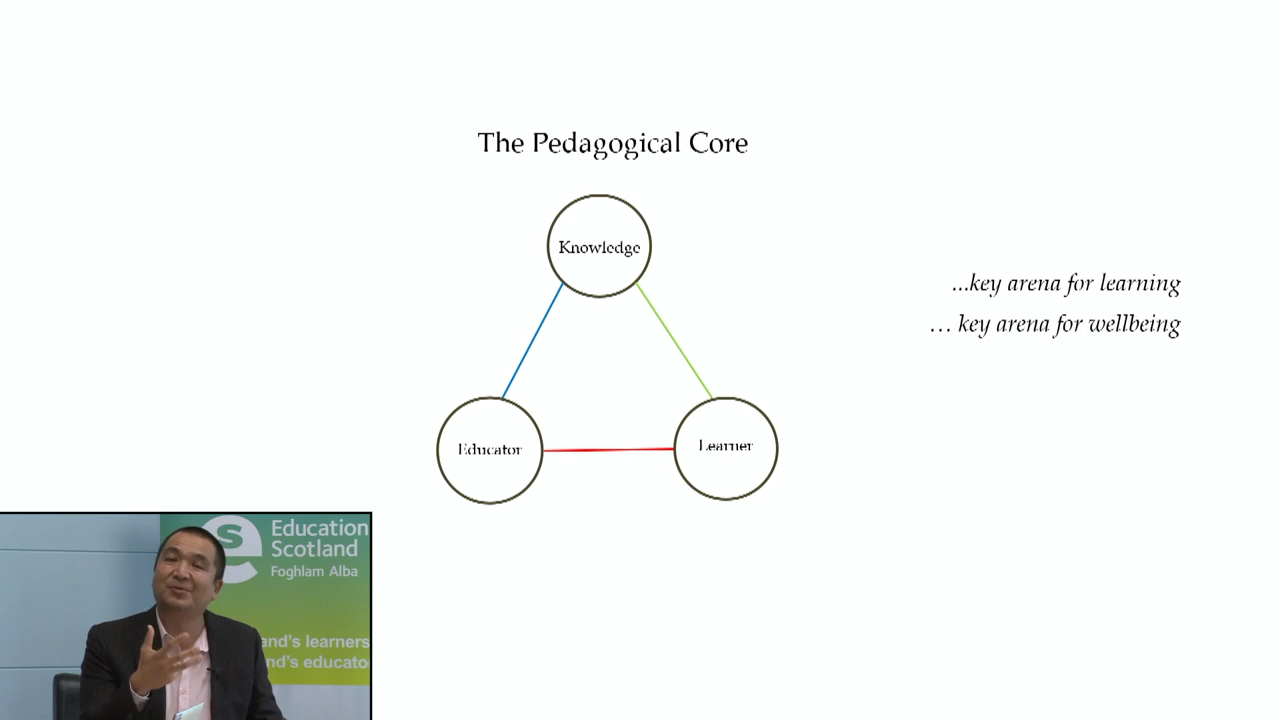 The Pedagogical Core
Knowledge
...key arena for learning
... key arena for wellbeing
Educator
Learner
s
Education
Scotland
Foghlam Alba
and's learners
nd's educato